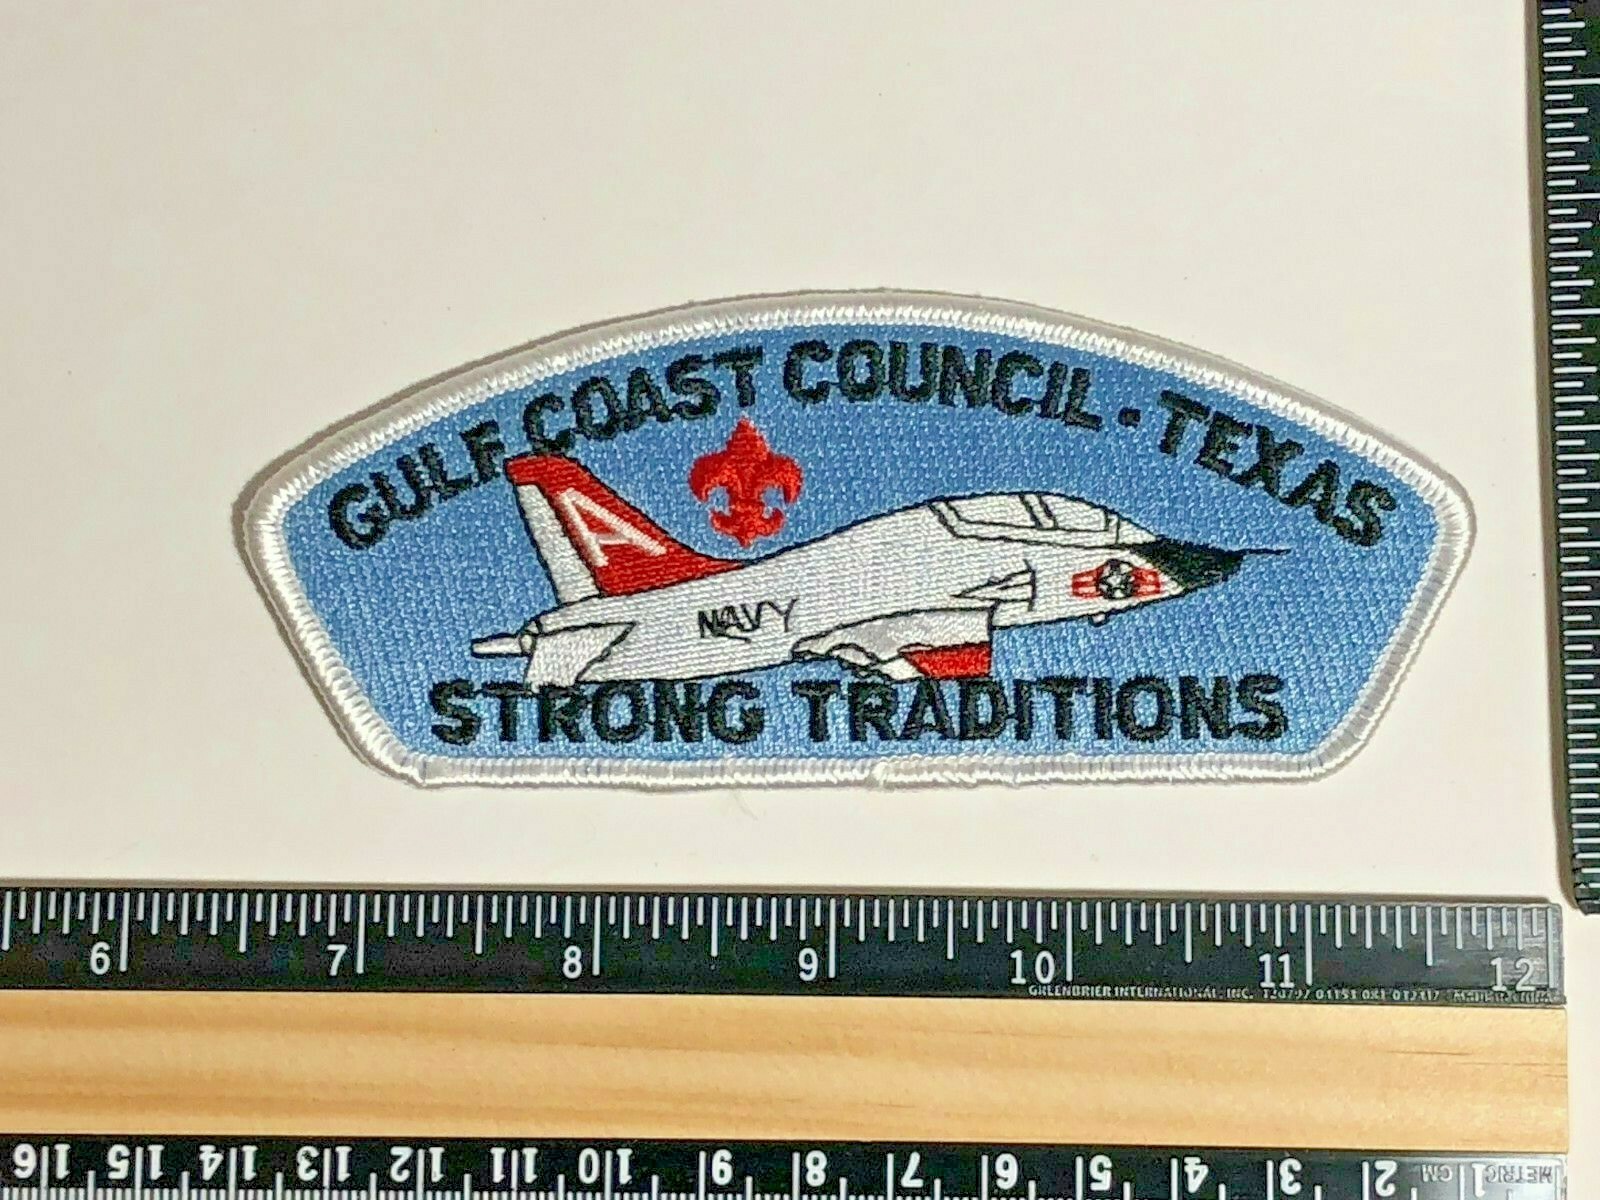 GULF COAST COUNCIL • TEXAS
A
NAVY
STRONG TRADITIONS
6 7 8 9 10 11 12
GREENBRIER INTERNATIONAL, INC.
16 15 14 13 12 11 10 9 8 7 6 5 4 3 2 CM 1 METRIC